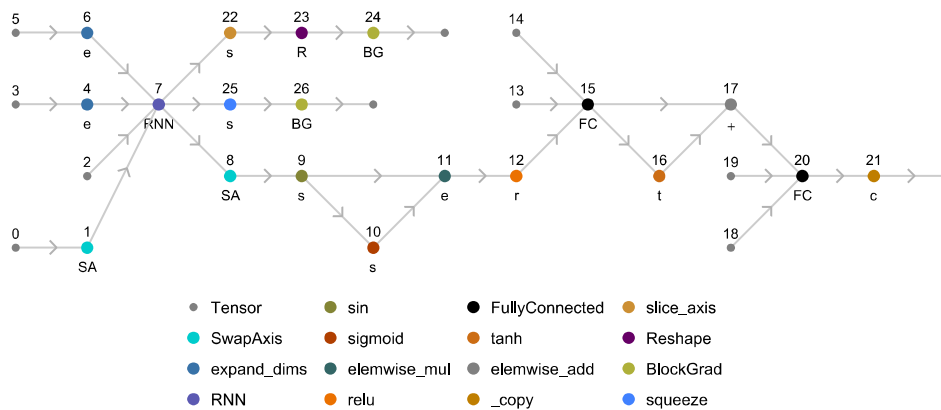 5 6 22 23 24 14
e s R BG
3 4 7 25 26 13 15 17
e RNN s BG FC +
2 8 9 11 12 16 19 20 21
SA s e r t FC c
0 1 10 18
SA s
Tensor sin FullyConnected slice_axis
SwapAxis sigmoid tanh Reshape
expand_dims elemwise_mul elemwise_add BlockGrad
RNN relu _copy squeeze